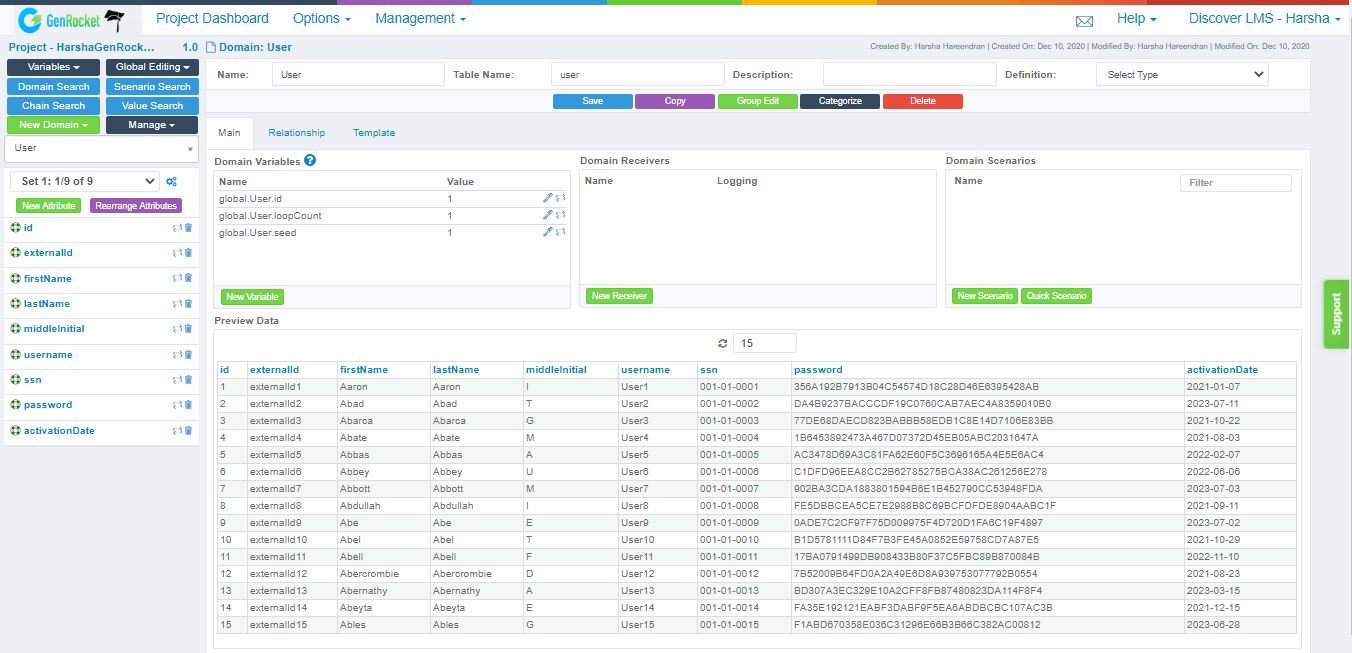 GenRocket Project Dashboard Options Management Help Discover LMS - Harsha
Project - HarshaGenRock... 1.0 Domain: User Created By: Harsha Hareendran | Created On: Dec 10, 2020 | Modified By: Harsha Hareendran | Modified On: Dec 10, 2020
Variables Global Editing
Domain Search Scenario Search
Chain Search Value Search
New Domain Manage
User
Set 1: 1/9 of 9
New Attribute Rearrange Attributes
id
externalId
firstName
lastName
middleInitial
username
ssn
password
activationDate
Name: User Table Name: user Description: Definition: Select Type
Save Copy Group Edit Categorize Delete
Main Relationship Template
Domain Variables ?
Name Value
global.User.id 1
global.User.loopCount 1
global.User.seed 1
New Variable
Domain Receivers
Name Logging
New Receiver
Domain Scenarios
Name Filter
New Scenario Quick Scenario
Support
Preview Data
15
id externalId firstName lastName middleInitial username ssn password activationDate
1 externalId1 Aaron Aaron I User1 001-01-0001 356A192B7913B04C54574D18C28D46E6395428AB 2021-01-07
2 externalId2 Abad Abad T User2 001-01-0002 DA4B9237BACCCDF19C0760CAB7AEC4A8359010B0 2023-07-11
3 externalId3 Abarca Abarca G User3 001-01-0003 77DE68DAECD823BABBB58EDB1C8E14D7106E83BB 2021-10-22
4 externalId4 Abate Abate M User4 001-01-0004 1B6453892473A467D07372D45EB05ABC2031647A 2021-08-03
5 externalId5 Abbas Abbas A User5 001-01-0005 AC3478D69A3C81FA62E60F5C3696165A4E5E6AC4 2022-02-07
6 externalId6 Abbey Abbey U User6 001-01-0006 C1DFD96EEA8CC2B62785275BCA38AC261256E278 2022-06-06
7 externalId7 Abbott Abbott M User7 001-01-0007 902BA3CDA1883801594B6E1B452790CC53948FDA 2023-07-03
8 externalId8 Abdullah Abdullah I User8 001-01-0008 FE5DBBCEA5CE7E2988B8C69BCFDFDE8904AABC1F 2021-09-11
9 externalId9 Abe Abe E User9 001-01-0009 0ADE7C2CF97F75D009975F4D720D1FA6C19F4897 2023-07-02
10 externalId10 Abel Abel T User10 001-01-0010 B1D5781111D84F7B3FE45A0852E59758CD7A87E5 2021-10-29
11 externalId11 Abell Abell F User11 001-01-0011 17BA0791499DB908433B80F37C5FBC89B870084B 2022-11-10
12 externalId12 Abercrombie Abercrombie D User12 001-01-0012 7B52009B64FD0A2A49E6D8A939753077792B0554 2021-08-23
13 externalId13 Abernathy Abernathy A User13 001-01-0013 BD307A3EC329E10A2CFF8FB87480823DA114F8F4 2023-03-15
14 externalId14 Abeyta Abeyta E User14 001-01-0014 FA35E192121EABF3DABF9F5EA6ABDBCBC107AC3B 2021-12-15
15 externalId15 Ables Ables G User15 001-01-0015 F1ABD670358E036C31296E66B3B66C382AC00812 2023-06-28